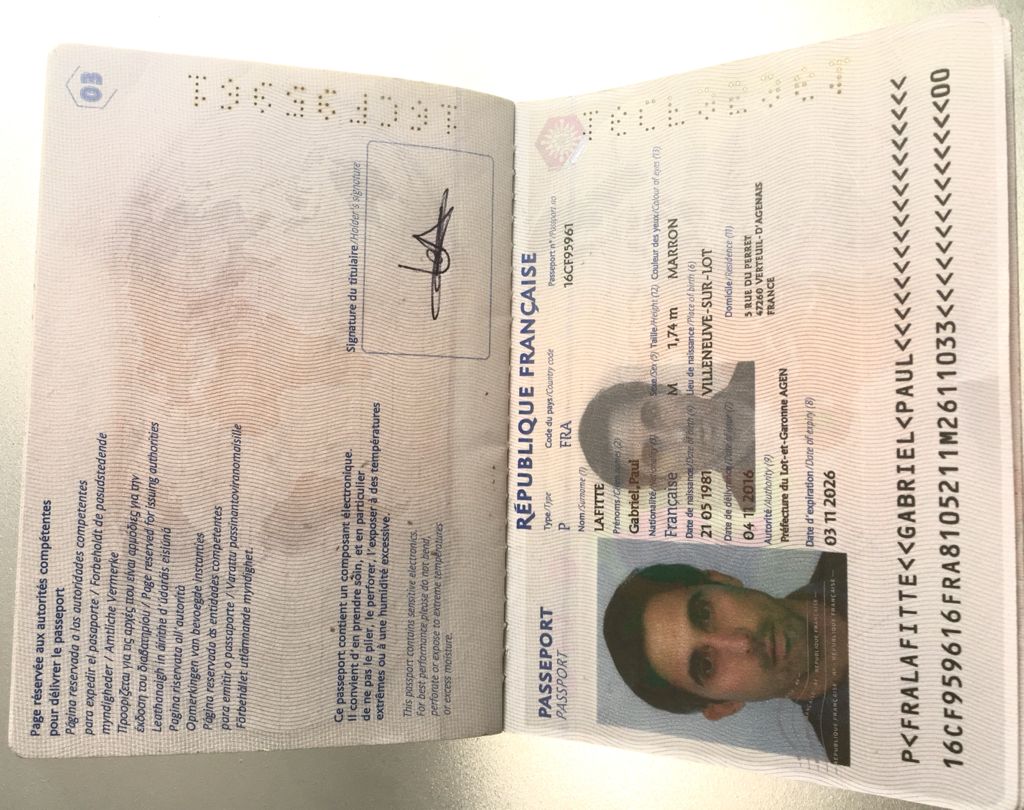 03
Page réservée aux autorités compétentes
pour délivrer le passeport
Página reservada a las autoridades competentes
para expedir el pasaporte / Forbeholdt de pasudstedende
myndigheder / Amtliche Vermerke
Προορίζεται για τις αρχές που είναι αρμόδιες για την
έκδοση του διαβατηρίου / Page reserved for issuing authorities
Leathanaigh in áirithe d'údaráis eisiúna
Pagina riservata all'autorità
Opmerkingen van bevoegde instanties
Página reservada às entidades competentes
para emitir o passaporte / Varattu passinantoviranomaisille
Förbehållet utlämnande myndighet.
Signature du titulaire/Holder's signature
Ce passeport contient un composant électronique.
Il convient d'en prendre soin, et en particulier
de ne pas le plier, le perforer, l'exposer à des températures
extrêmes ou à une humidité excessive.
This passport contains sensitive electronics.
For best performance please do not bend,
perforate or expose to extreme temperatures
or excess moisture.
PASSEPORT RÉPUBLIQUE FRANÇAISE
PASSPORT
Type/Type Code du pays/Country code Passeport n°/Passport no
P FRA 16CF95961
Nom/Surname (1)
LAFITTE
Prénoms/Given names (2)
Gabriel, Paul
Nationalité/Nationality (3) Sexe/Sex (5) Taille/Height (12) Couleur des yeux/Colour of eyes (13)
Française M 1,74 m MARRON
Date de naissance/Date of birth (4) Lieu de naissance/Place of birth (6)
21 05 1981 VILLENEUVE-SUR-LOT
Date de délivrance/Date of issue (7) Domicile/Residence (11)
04 11 2016 5 RUE DU PERRET
47260 VERTEUIL-D'AGENAIS
FRANCE
Autorité/Authority (9)
Préfecture du Lot-et-Garonne AGEN
Date d'expiration/Date of expiry (8)
03 11 2026
P<FRALAFITTE<<GABRIEL<PAUL<<<<<<<<<<<<<<<<<<
16CF959616FRA8105211M2611033<<<<<<<<<<<<<<00